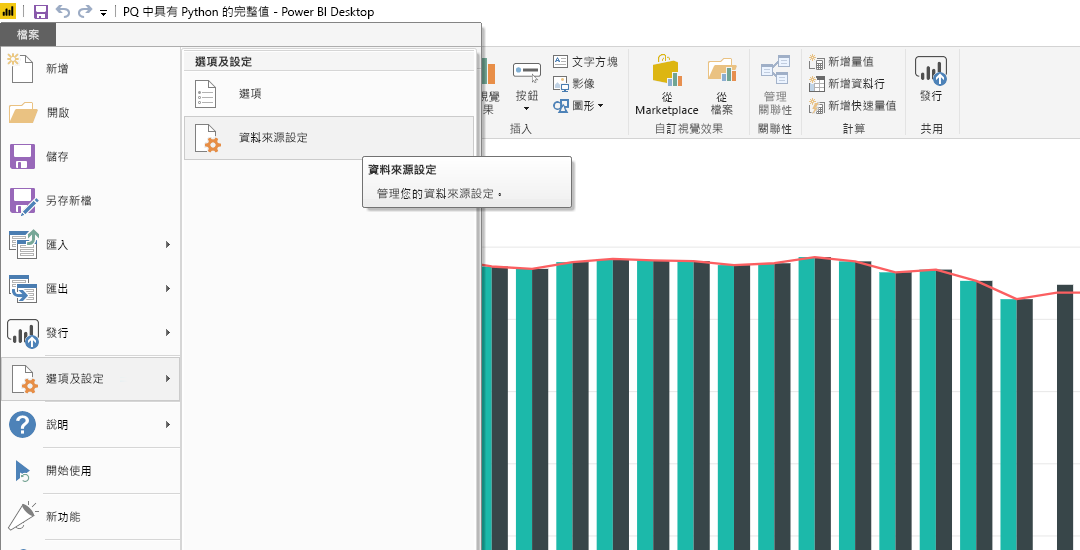 PQ 中具有 Python 的完整值 - Power BI Desktop
檔案
新增
開啟
儲存
另存新檔
匯入
匯出
發行
選項及設定
說明
開始使用
新功能
選項及設定
選項
資料來源設定
資料來源設定
管理您的資料來源設定。
果
按鈕
文字方塊
影像
圖形
插入
從
Marketplace
從
檔案
自訂視覺效果
管理
關聯性
關聯性
新增量值
新增資料行
新增快速量值
計算
發行
共用